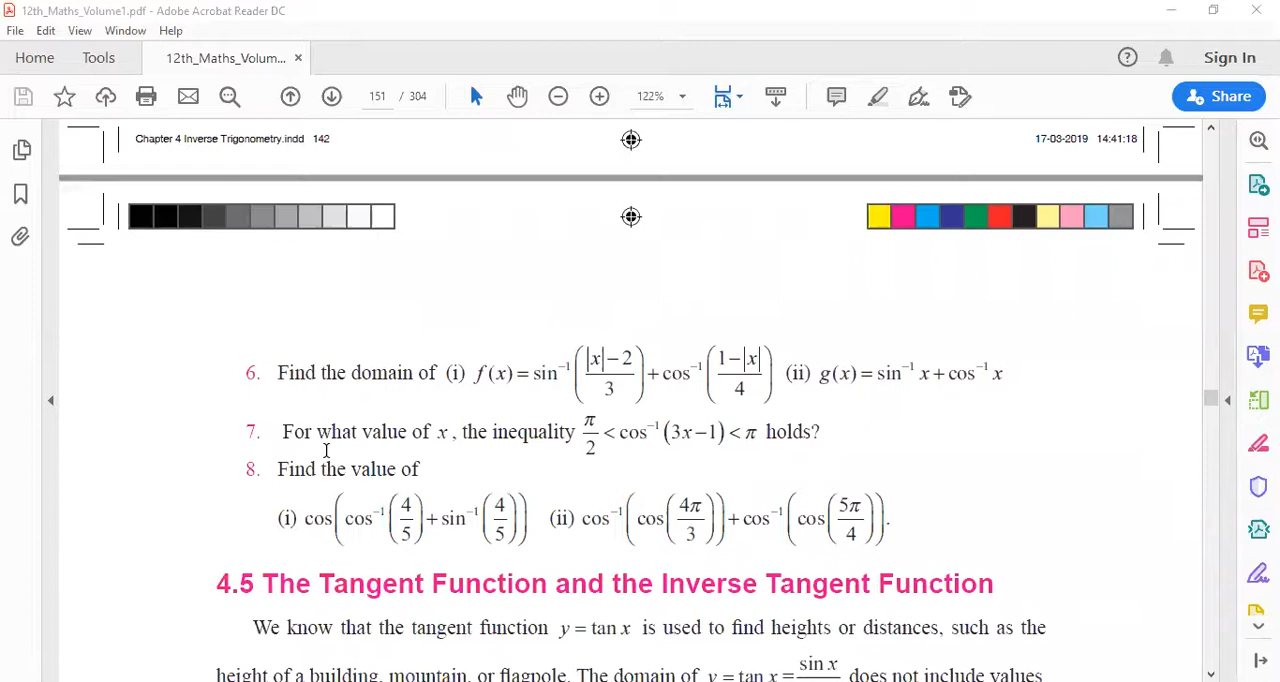 12th_Maths_Volume1.pdf - Adobe Acrobat Reader DC
File Edit View Window Help
Home Tools 12th_Maths_Volum... × Sign In
151 / 304 122% Share
Chapter 4 Inverse Trigonometry.indd 142 17-03-2019 14:41:18
6. Find the domain of (i) f(x) = sin⁻¹((|x|−2)/3) + cos⁻¹((1−|x|)/4) (ii) g(x) = sin⁻¹ x + cos⁻¹ x
7. For what value of x , the inequality π/2 < cos⁻¹(3x−1) < π holds?
8. Find the value of
(i) cos(cos⁻¹(4/5) + sin⁻¹(4/5)) (ii) cos⁻¹(cos(4π/3)) + cos⁻¹(cos(5π/4)).
4.5 The Tangent Function and the Inverse Tangent Function
We know that the tangent function y = tan x is used to find heights or distances, such as the
height of a building, mountain, or flagpole. The domain of y = tan x = sin x does not include values